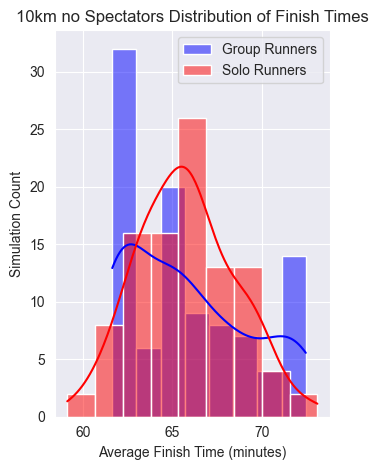 10km no Spectators Distribution of Finish Times
Group Runners
Solo Runners
30
25
20
15
10
5
0
Simulation Count
60 65 70
Average Finish Time (minutes)